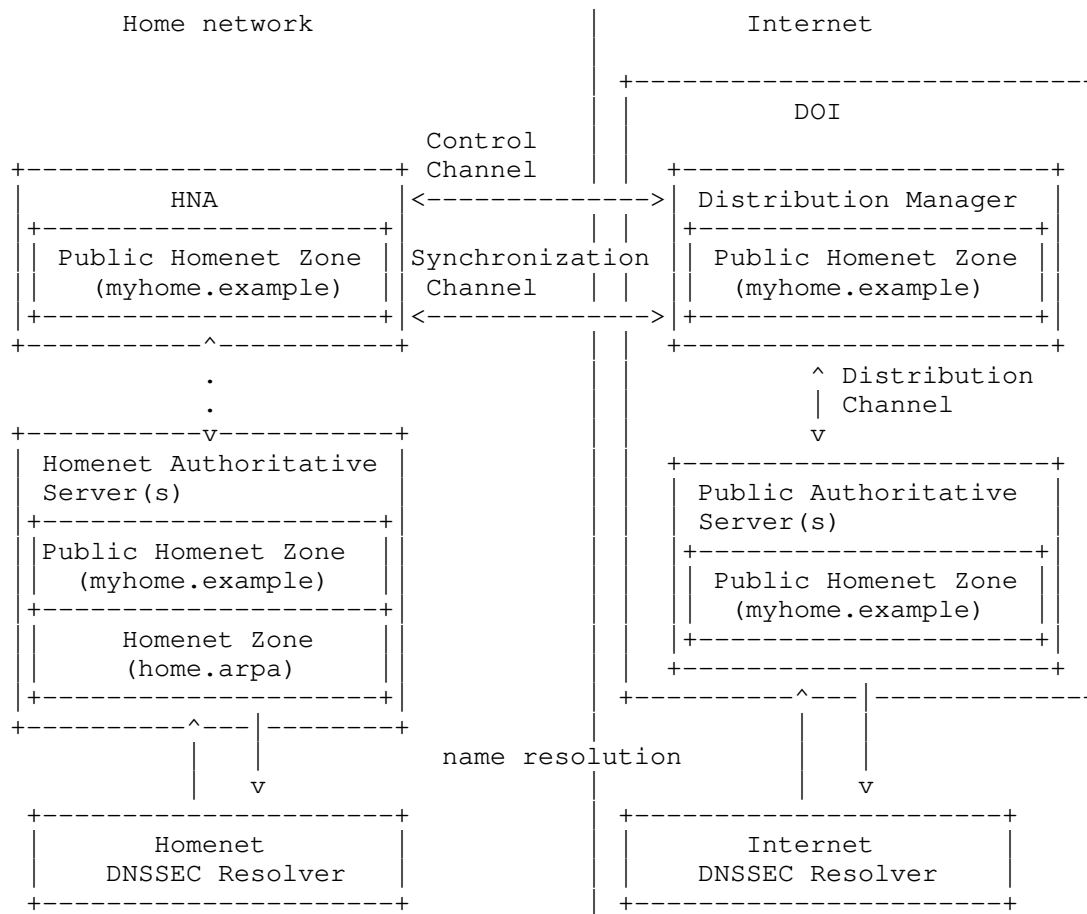 Home network
Internet
DOI
Control
Channel
HNA
Distribution Manager
Public Homenet Zone
(myhome.example)
Synchronization
Channel
Public Homenet Zone
(myhome.example)
Distribution
Channel
Homenet Authoritative
Server(s)
Public Homenet Zone
(myhome.example)
Homenet Zone
(home.arpa)
Public Authoritative
Server(s)
Public Homenet Zone
(myhome.example)
name resolution
Homenet
DNSSEC Resolver
Internet
DNSSEC Resolver